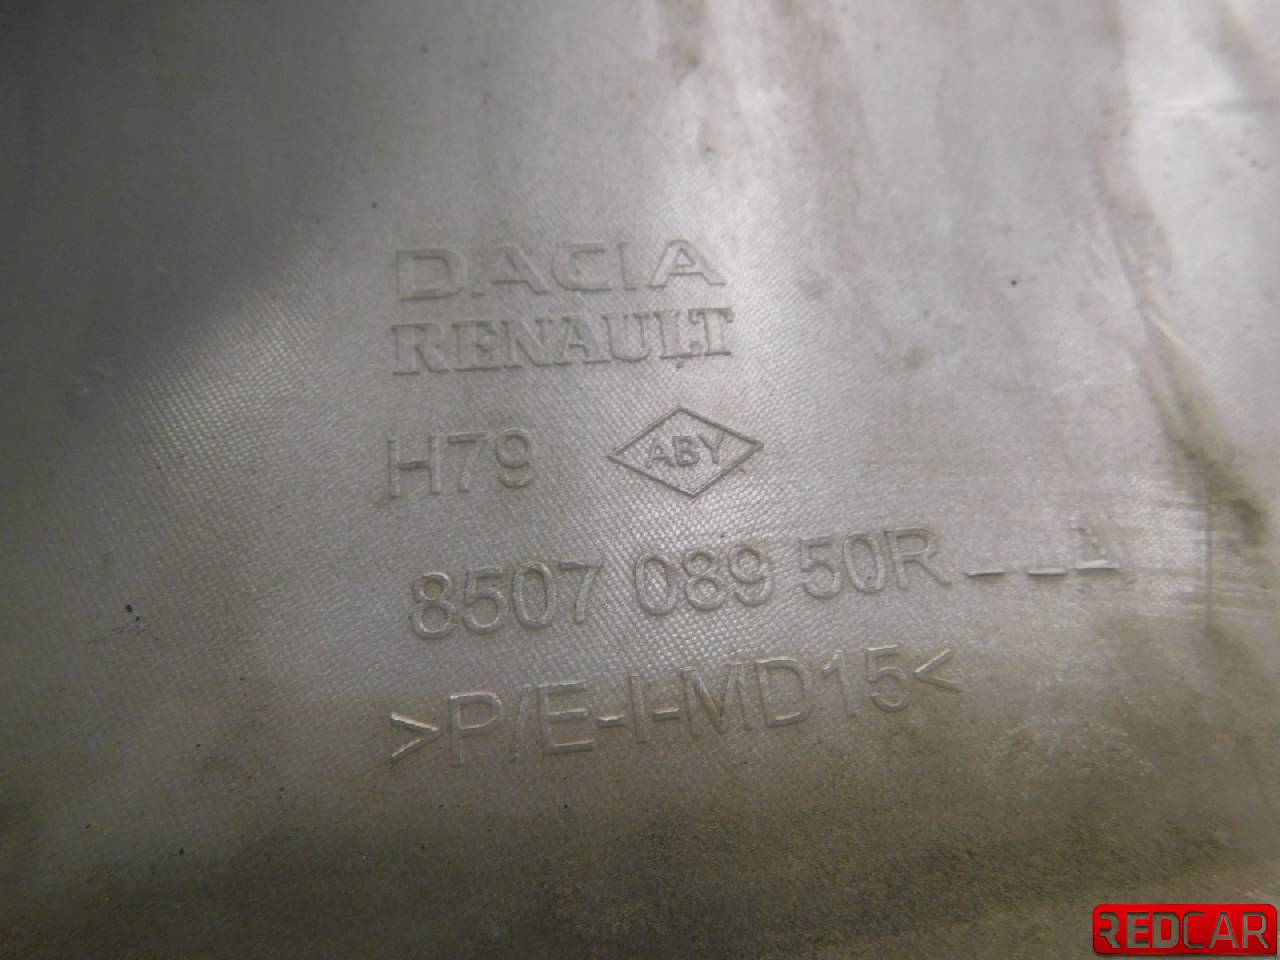 DACIA
RENAULT
H79 ABY
8507 089 50R _ _ A
>P/E-I-MD15<
REDCAR